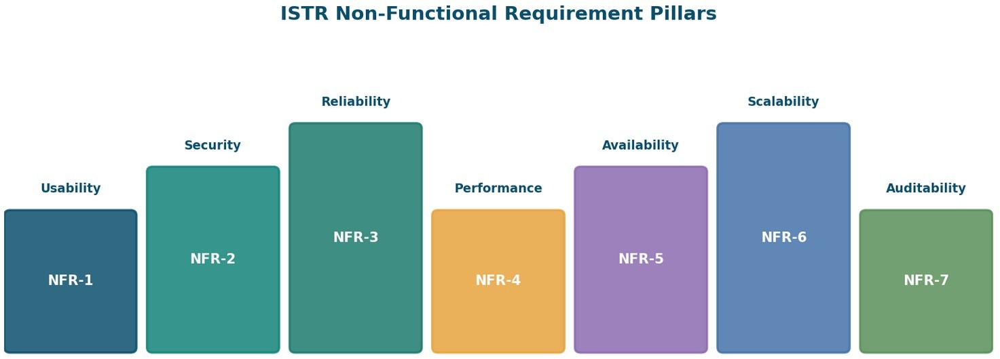 ISTR Non-Functional Requirement Pillars
Usability
NFR-1
Security
NFR-2
Reliability
NFR-3
Performance
NFR-4
Availability
NFR-5
Scalability
NFR-6
Auditability
NFR-7